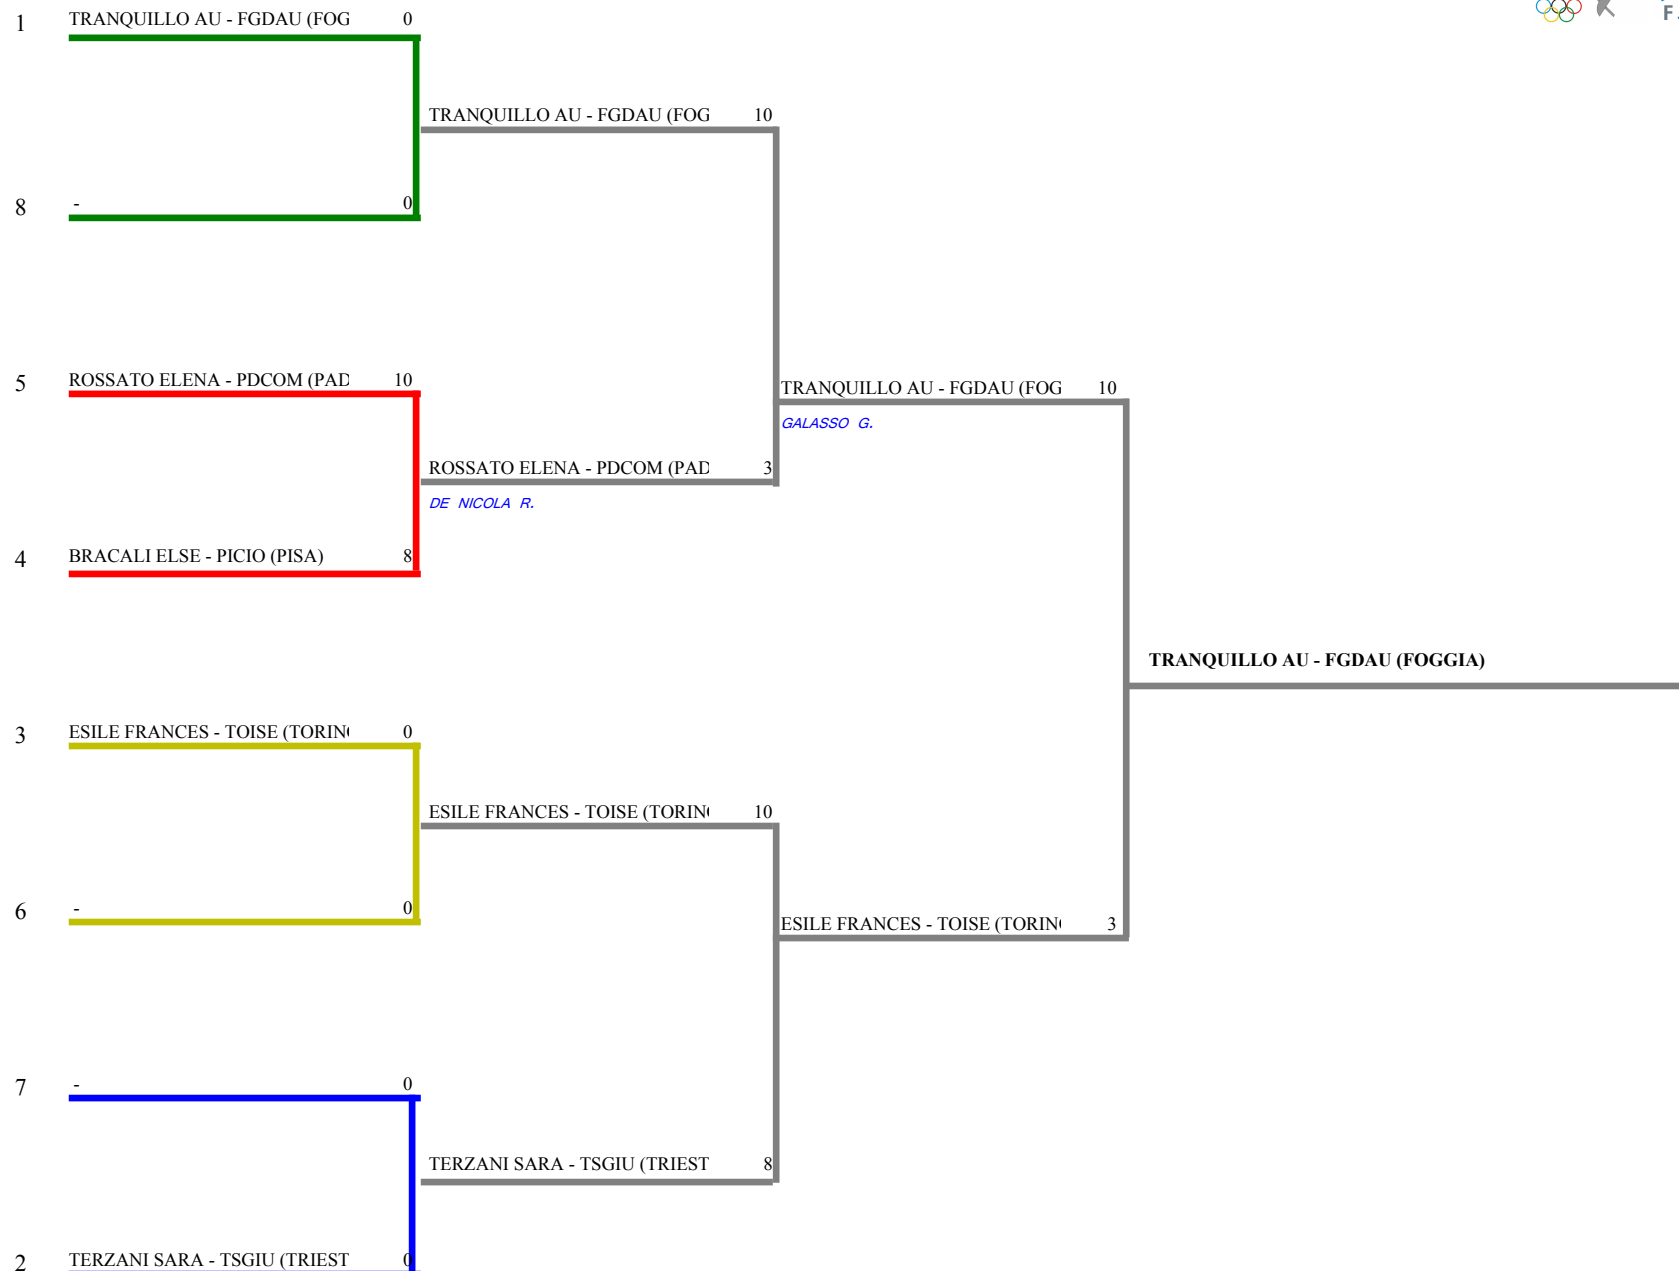 1 TRANQUILLO AU - FGDAU (FOG 0
TRANQUILLO AU - FGDAU (FOG 10
8 - 0
5 ROSSATO ELENA - PDCOM (PAD 10
TRANQUILLO AU - FGDAU (FOG 10
GALASSO G.
ROSSATO ELENA - PDCOM (PAD 3
DE NICOLA R.
4 BRACALI ELSE - PICIO (PISA) 8
TRANQUILLO AU - FGDAU (FOGGIA)
3 ESILE FRANCES - TOISE (TORIN 0
ESILE FRANCES - TOISE (TORIN 10
6 - 0
ESILE FRANCES - TOISE (TORIN 3
7 - 0
TERZANI SARA - TSGIU (TRIEST 8
2 TERZANI SARA - TSGIU (TRIEST 0
F